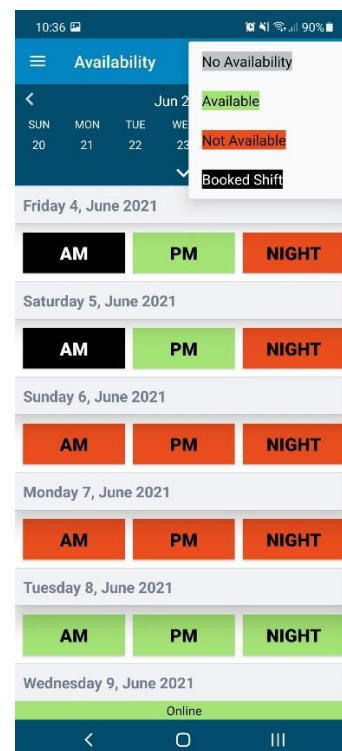 10:36 90%
Availability
No Availability
Available
Not Available
Booked Shift
Jun 2
SUN MON TUE WE
20 21 22 23
Friday 4, June 2021
AM PM NIGHT
Saturday 5, June 2021
AM PM NIGHT
Sunday 6, June 2021
AM PM NIGHT
Monday 7, June 2021
AM PM NIGHT
Tuesday 8, June 2021
AM PM NIGHT
Wednesday 9, June 2021
Online